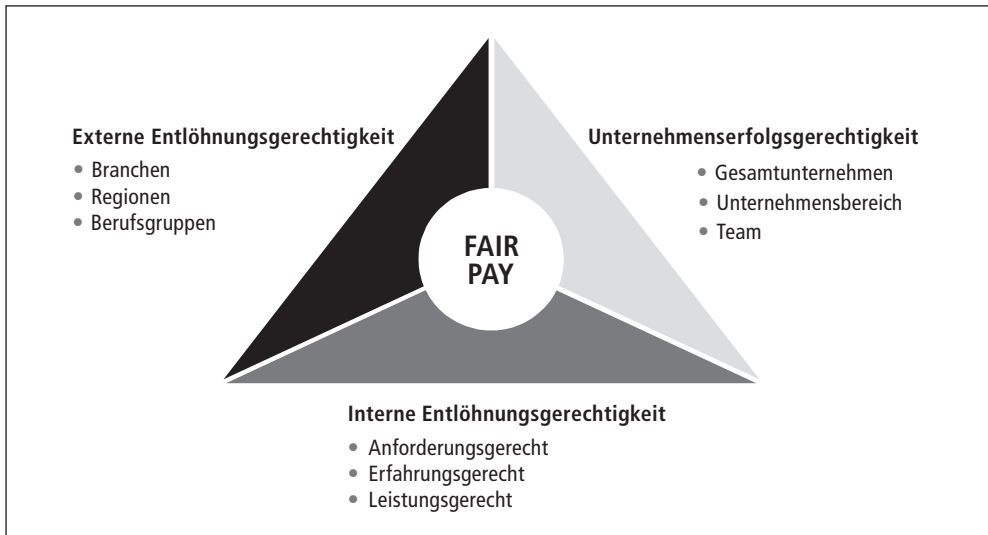 Externe Entlöhnungsgerechtigkeit
• Branchen
• Regionen
• Berufsgruppen
Unternehmenserfolgsgerechtigkeit
• Gesamtunternehmen
• Unternehmensbereich
• Team
FAIR
PAY
Interne Entlöhnungsgerechtigkeit
• Anforderungsgerecht
• Erfahrungsgerecht
• Leistungsgerecht